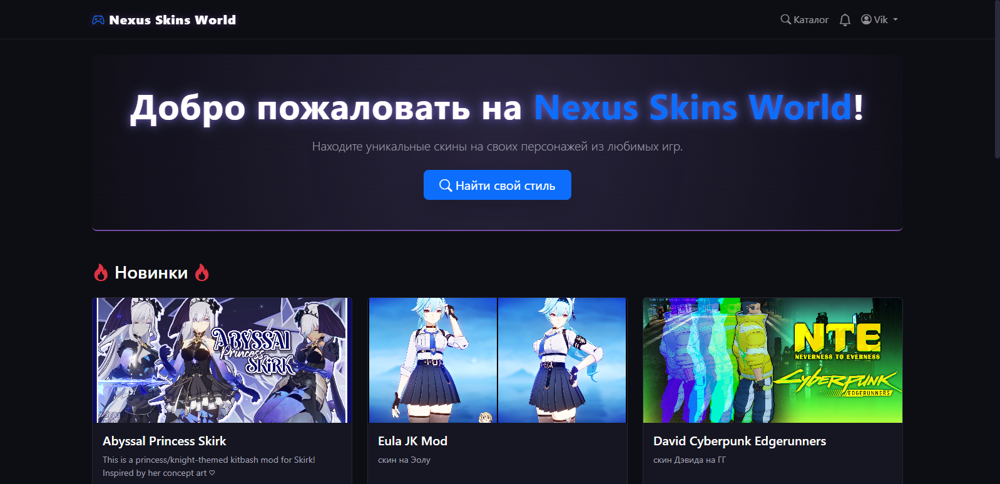 Nexus Skins World
Каталог
Vik
Добро пожаловать на Nexus Skins World!
Находите уникальные скины на своих персонажей из любимых игр.
Найти свой стиль
Новинки
ABYSSAL
Princess
SKIRK
NTE
NEVERNESS TO EVERNESS
Cyberpunk
EDGERUNNERS
Abyssal Princess Skirk
This is a princess/knight-themed kitbash mod for Skirk!
Inspired by her concept art ♡
Eula JK Mod
скин на Эолу
David Cyberpunk Edgerunners
скин Дэвида на ГГ